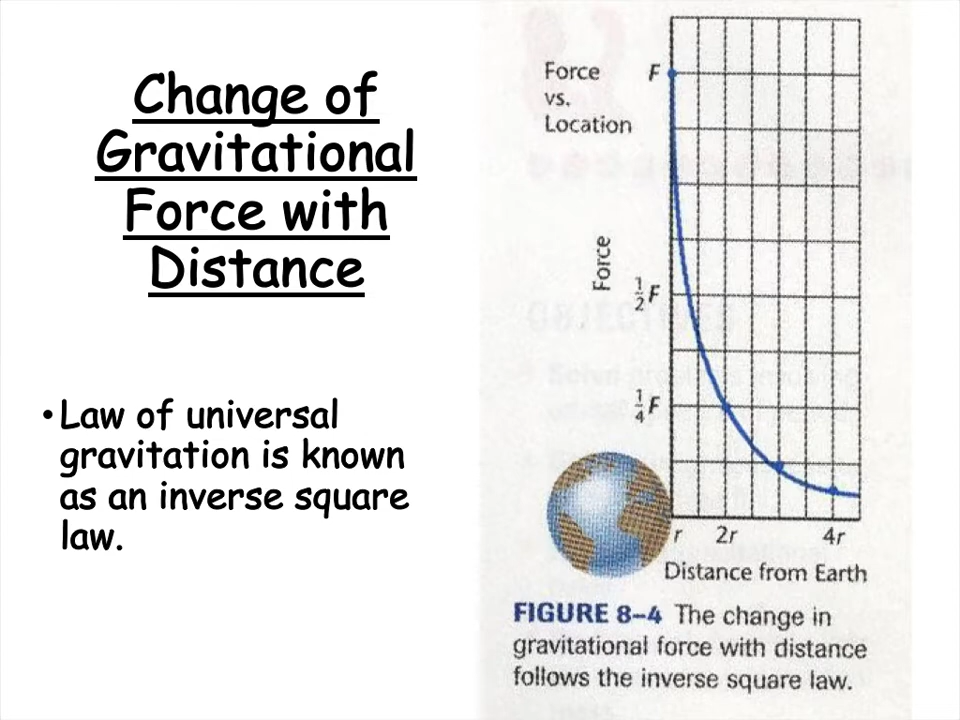 Change of
Gravitational
Force with
Distance
• Law of universal
gravitation is known
as an inverse square
law.
Force
vs.
Location
F
Force
1/2 F
1/4 F
r 2r 4r
Distance from Earth
FIGURE 8–4 The change in
gravitational force with distance
follows the inverse square law.